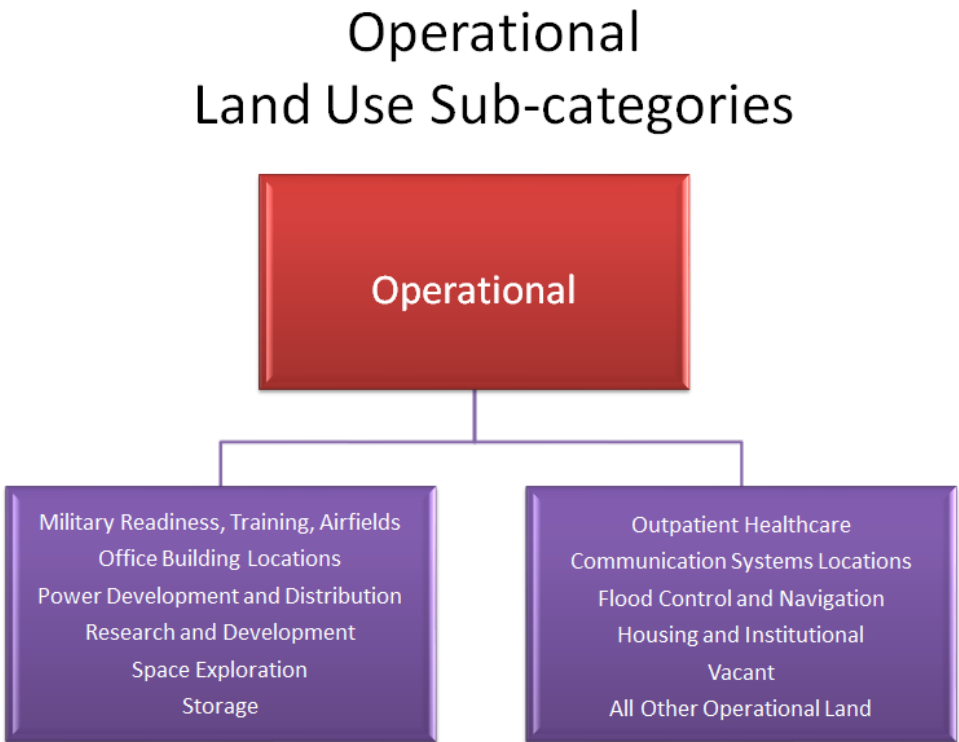 Operational
Land Use Sub-categories
Operational
Military Readiness, Training, Airfields
Office Building Locations
Power Development and Distribution
Research and Development
Space Exploration
Storage
Outpatient Healthcare
Communication Systems Locations
Flood Control and Navigation
Housing and Institutional
Vacant
All Other Operational Land